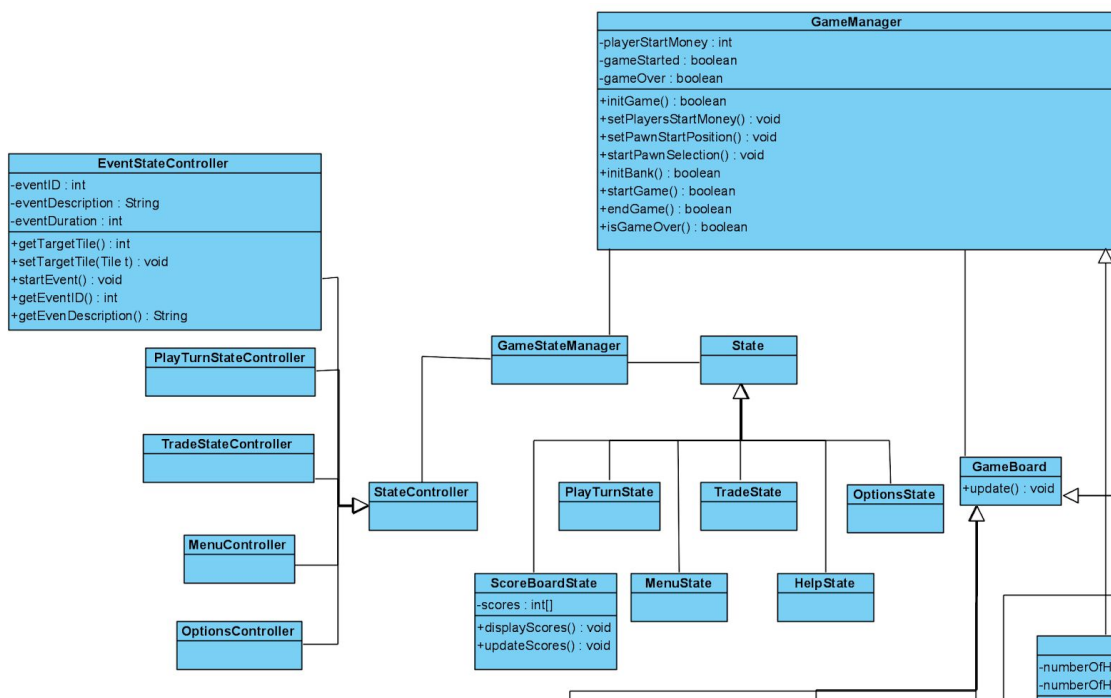 GameManager
-playerStartMoney : int
-gameStarted : boolean
-gameOver : boolean
+initGame() : boolean
+setPlayersStartMoney() : void
+setPawnStartPosition() : void
+startPawnSelection() : void
+initBank() : boolean
+startGame() : boolean
+endGame() : boolean
+isGameOver() : boolean
EventStateController
-eventID : int
-eventDescription : String
-eventDuration : int
+getTargetTile() : int
+setTargetTile(Tile t) : void
+startEvent() : void
+getEventID() : int
+getEvenDescription() : String
PlayTurnStateController
GameStateManager
State
TradeStateController
StateController
PlayTurnState
TradeState
OptionsState
GameBoard
+update() : void
MenuController
ScoreBoardState
-scores : int[]
+displayScores() : void
+updateScores() : void
MenuState
HelpState
OptionsController
-numberOfH
-numberOfH